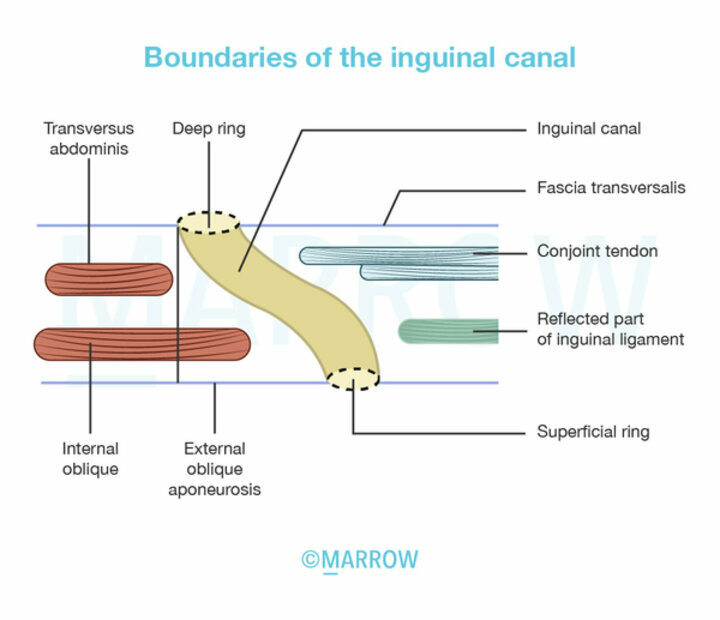 Boundaries of the inguinal canal
Transversus
abdominis
Deep ring
Inguinal canal
Fascia transversalis
Conjoint tendon
Reflected part
of inguinal ligament
Superficial ring
Internal
oblique
External
oblique
aponeurosis
MARROW
©MARROW